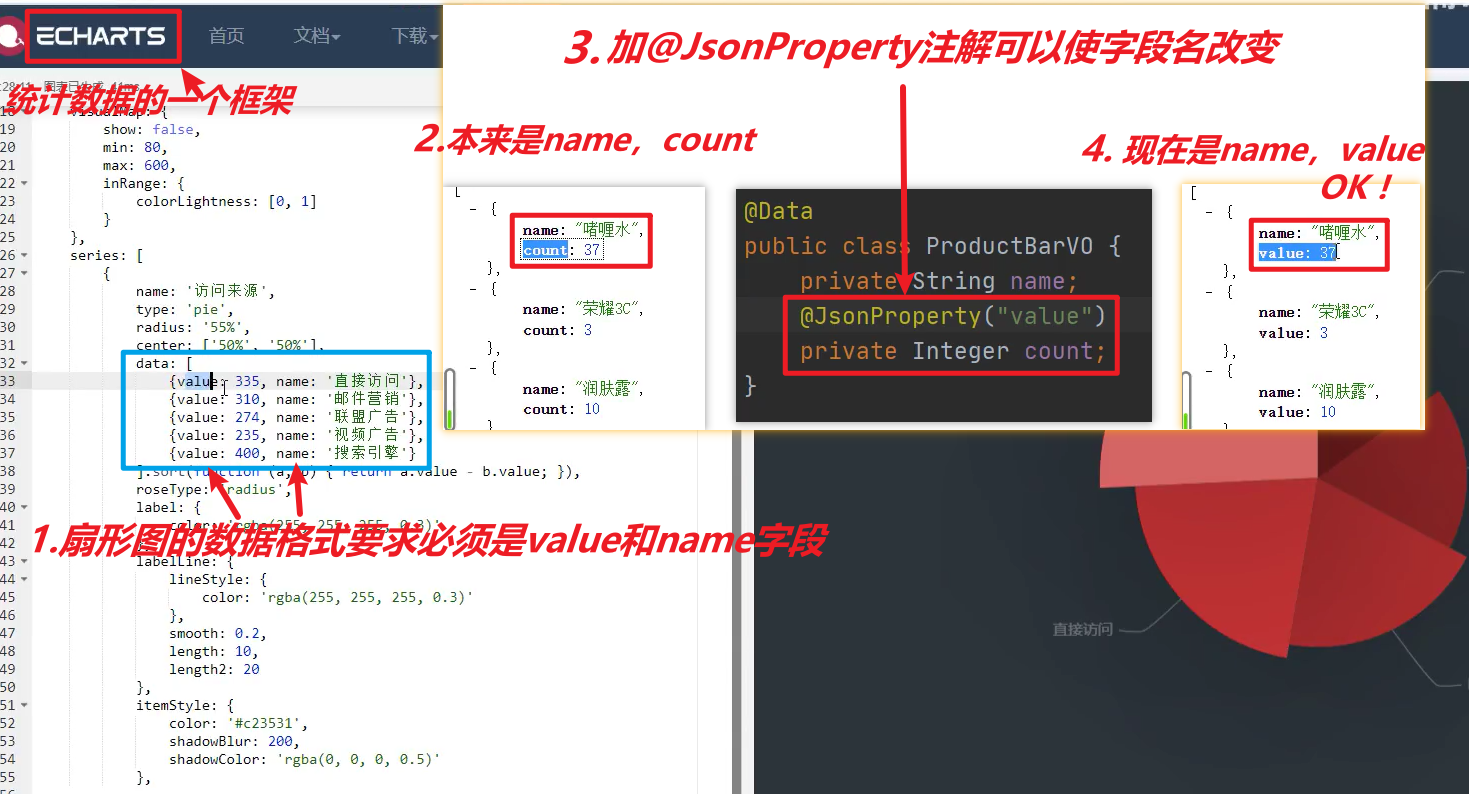 ECHARTS 首页 文档 下载
3. 加@JsonProperty注解可以使字段名改变
统计数据的一个框架
2.本来是name，count
4. 现在是name，value
OK！
18 visualMap: {
19 show: false,
20 min: 80,
21 max: 600,
22 inRange: {
23 colorLightness: [0, 1]
24 }
25 },
26 series: [
27 {
28 name: '访问来源',
29 type: 'pie',
30 radius: '55%',
31 center: ['50%', '50%'],
32 data: [
33 {value: 335, name: '直接访问'},
34 {value: 310, name: '邮件营销'},
35 {value: 274, name: '联盟广告'},
36 {value: 235, name: '视频广告'},
37 {value: 400, name: '搜索引擎'}
38 ].sort(function (a, b) { return a.value - b.value; }),
39 roseType: 'radius',
40 label: {
41 color: 'rgba(255, 255, 255, 0.3)'
42
1.扇形图的数据格式要求必须是value和name字段
43 labelLine: {
44 lineStyle: {
45 color: 'rgba(255, 255, 255, 0.3)'
46 },
47 smooth: 0.2,
48 length: 10,
49 length2: 20
50 },
51 itemStyle: {
52 color: '#c23531',
53 shadowBlur: 200,
54 shadowColor: 'rgba(0, 0, 0, 0.5)'
55 },
[
- {
name: "啫喱水",
count: 37
},
- {
name: "荣耀3C",
count: 3
},
- {
name: "润肤露",
count: 10
}
@Data
public class ProductBarVO {
private String name;
@JsonProperty("value")
private Integer count;
}
[
- {
name: "啫喱水",
value: 37
},
- {
name: "荣耀3C",
value: 3
},
- {
name: "润肤露",
value: 10
}
直接访问